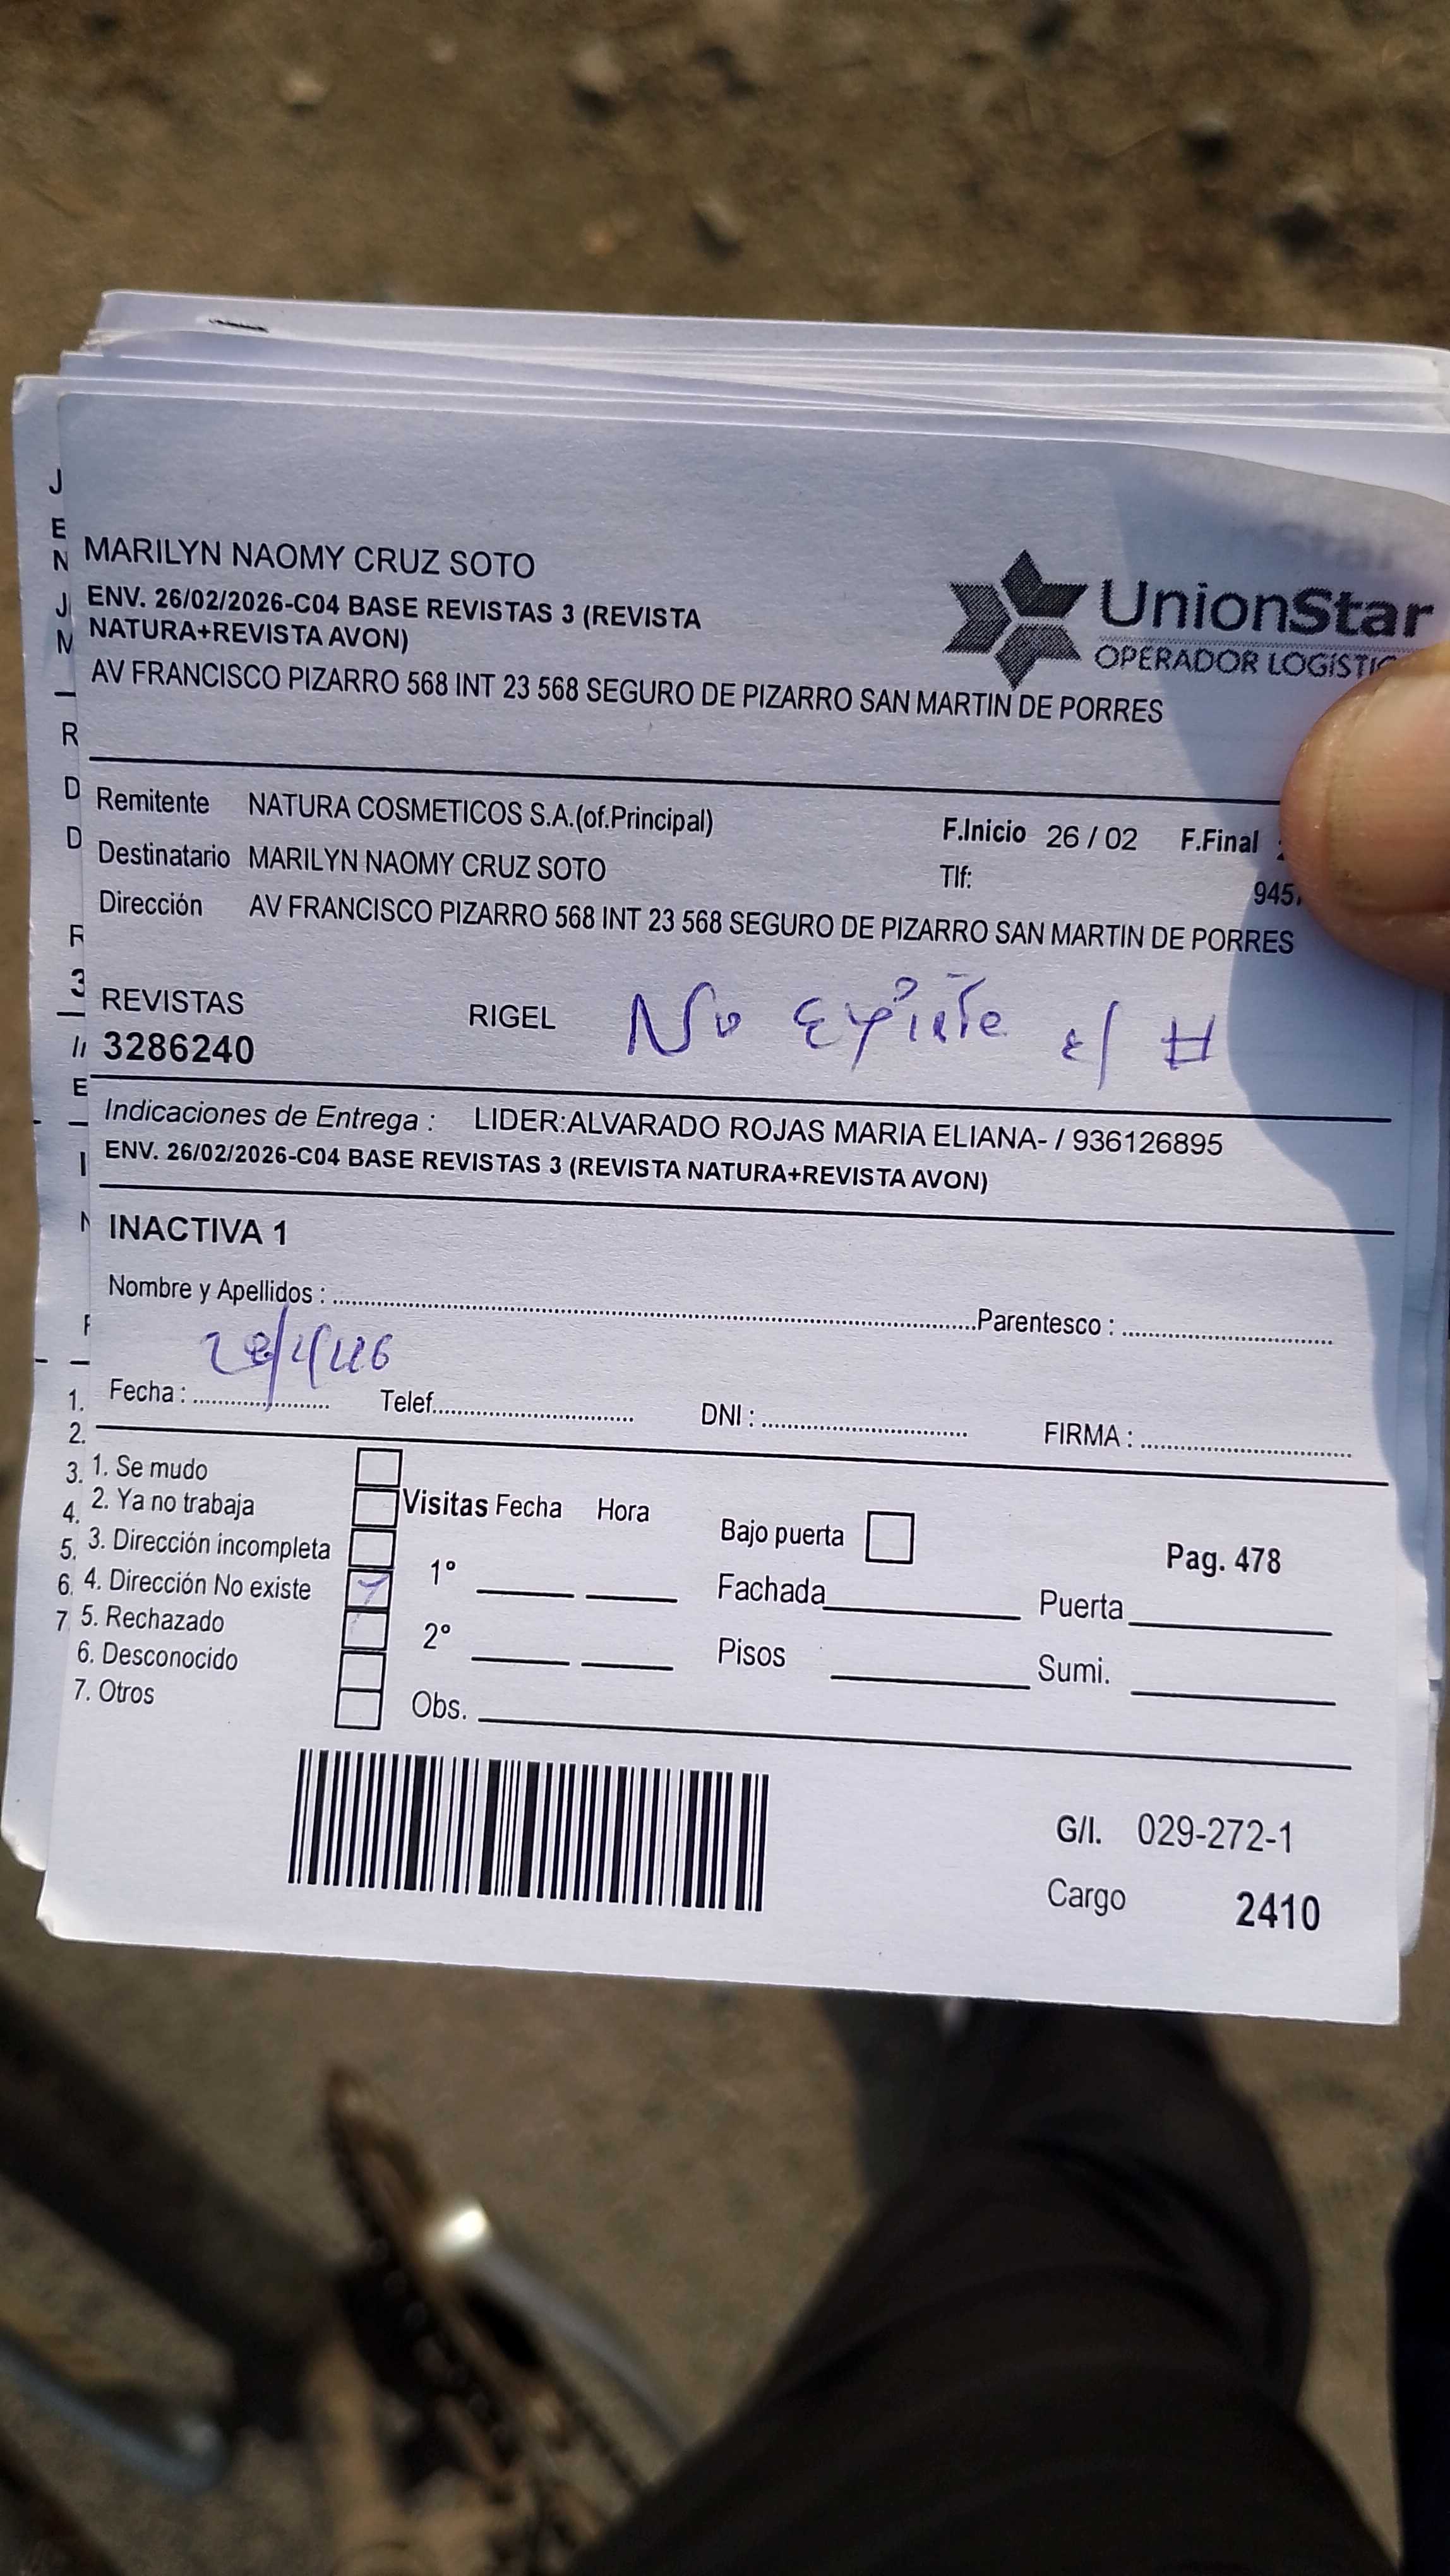 MARILYN NAOMY CRUZ SOTO
ENV. 26/02/2026-C04 BASE REVISTAS 3 (REVISTA
NATURA+REVISTA AVON)
AV FRANCISCO PIZARRO 568 INT 23 568 SEGURO DE PIZARRO SAN MARTIN DE PORRES
UnionStar
OPERADOR LOGÍSTIC
Remitente NATURA COSMETICOS S.A.(of.Principal)
F.Inicio 26 / 02 F.Final
Destinatario MARILYN NAOMY CRUZ SOTO
Tlf: 945
Dirección AV FRANCISCO PIZARRO 568 INT 23 568 SEGURO DE PIZARRO SAN MARTIN DE PORRES
REVISTAS RIGEL No existe el #
3286240
Indicaciones de Entrega : LIDER:ALVARADO ROJAS MARIA ELIANA- / 936126895
ENV. 26/02/2026-C04 BASE REVISTAS 3 (REVISTA NATURA+REVISTA AVON)
INACTIVA 1
Nombre y Apellidos : Parentesco :
Fecha : Telef. DNI : FIRMA :
1. Se mudo
2. Ya no trabaja
3. Dirección incompleta
4. Dirección No existe
5. Rechazado
6. Desconocido
7. Otros
Visitas Fecha Hora
1°
2°
Obs.
Bajo puerta
Pag. 478
Fachada Puerta
Pisos Sumi.
G/I. 029-272-1
Cargo 2410